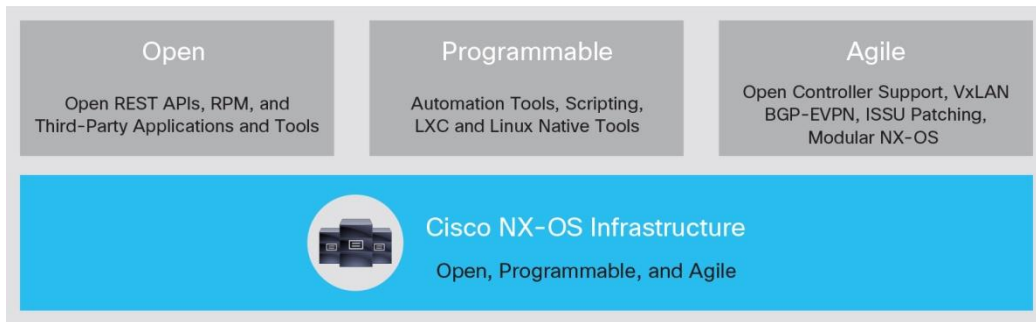 Open
Open REST APIs, RPM, and
Third-Party Applications and Tools
Programmable
Automation Tools, Scripting,
LXC and Linux Native Tools
Agile
Open Controller Support, VxLAN
BGP-EVPN, ISSU Patching,
Modular NX-OS
Cisco NX-OS Infrastructure
Open, Programmable, and Agile